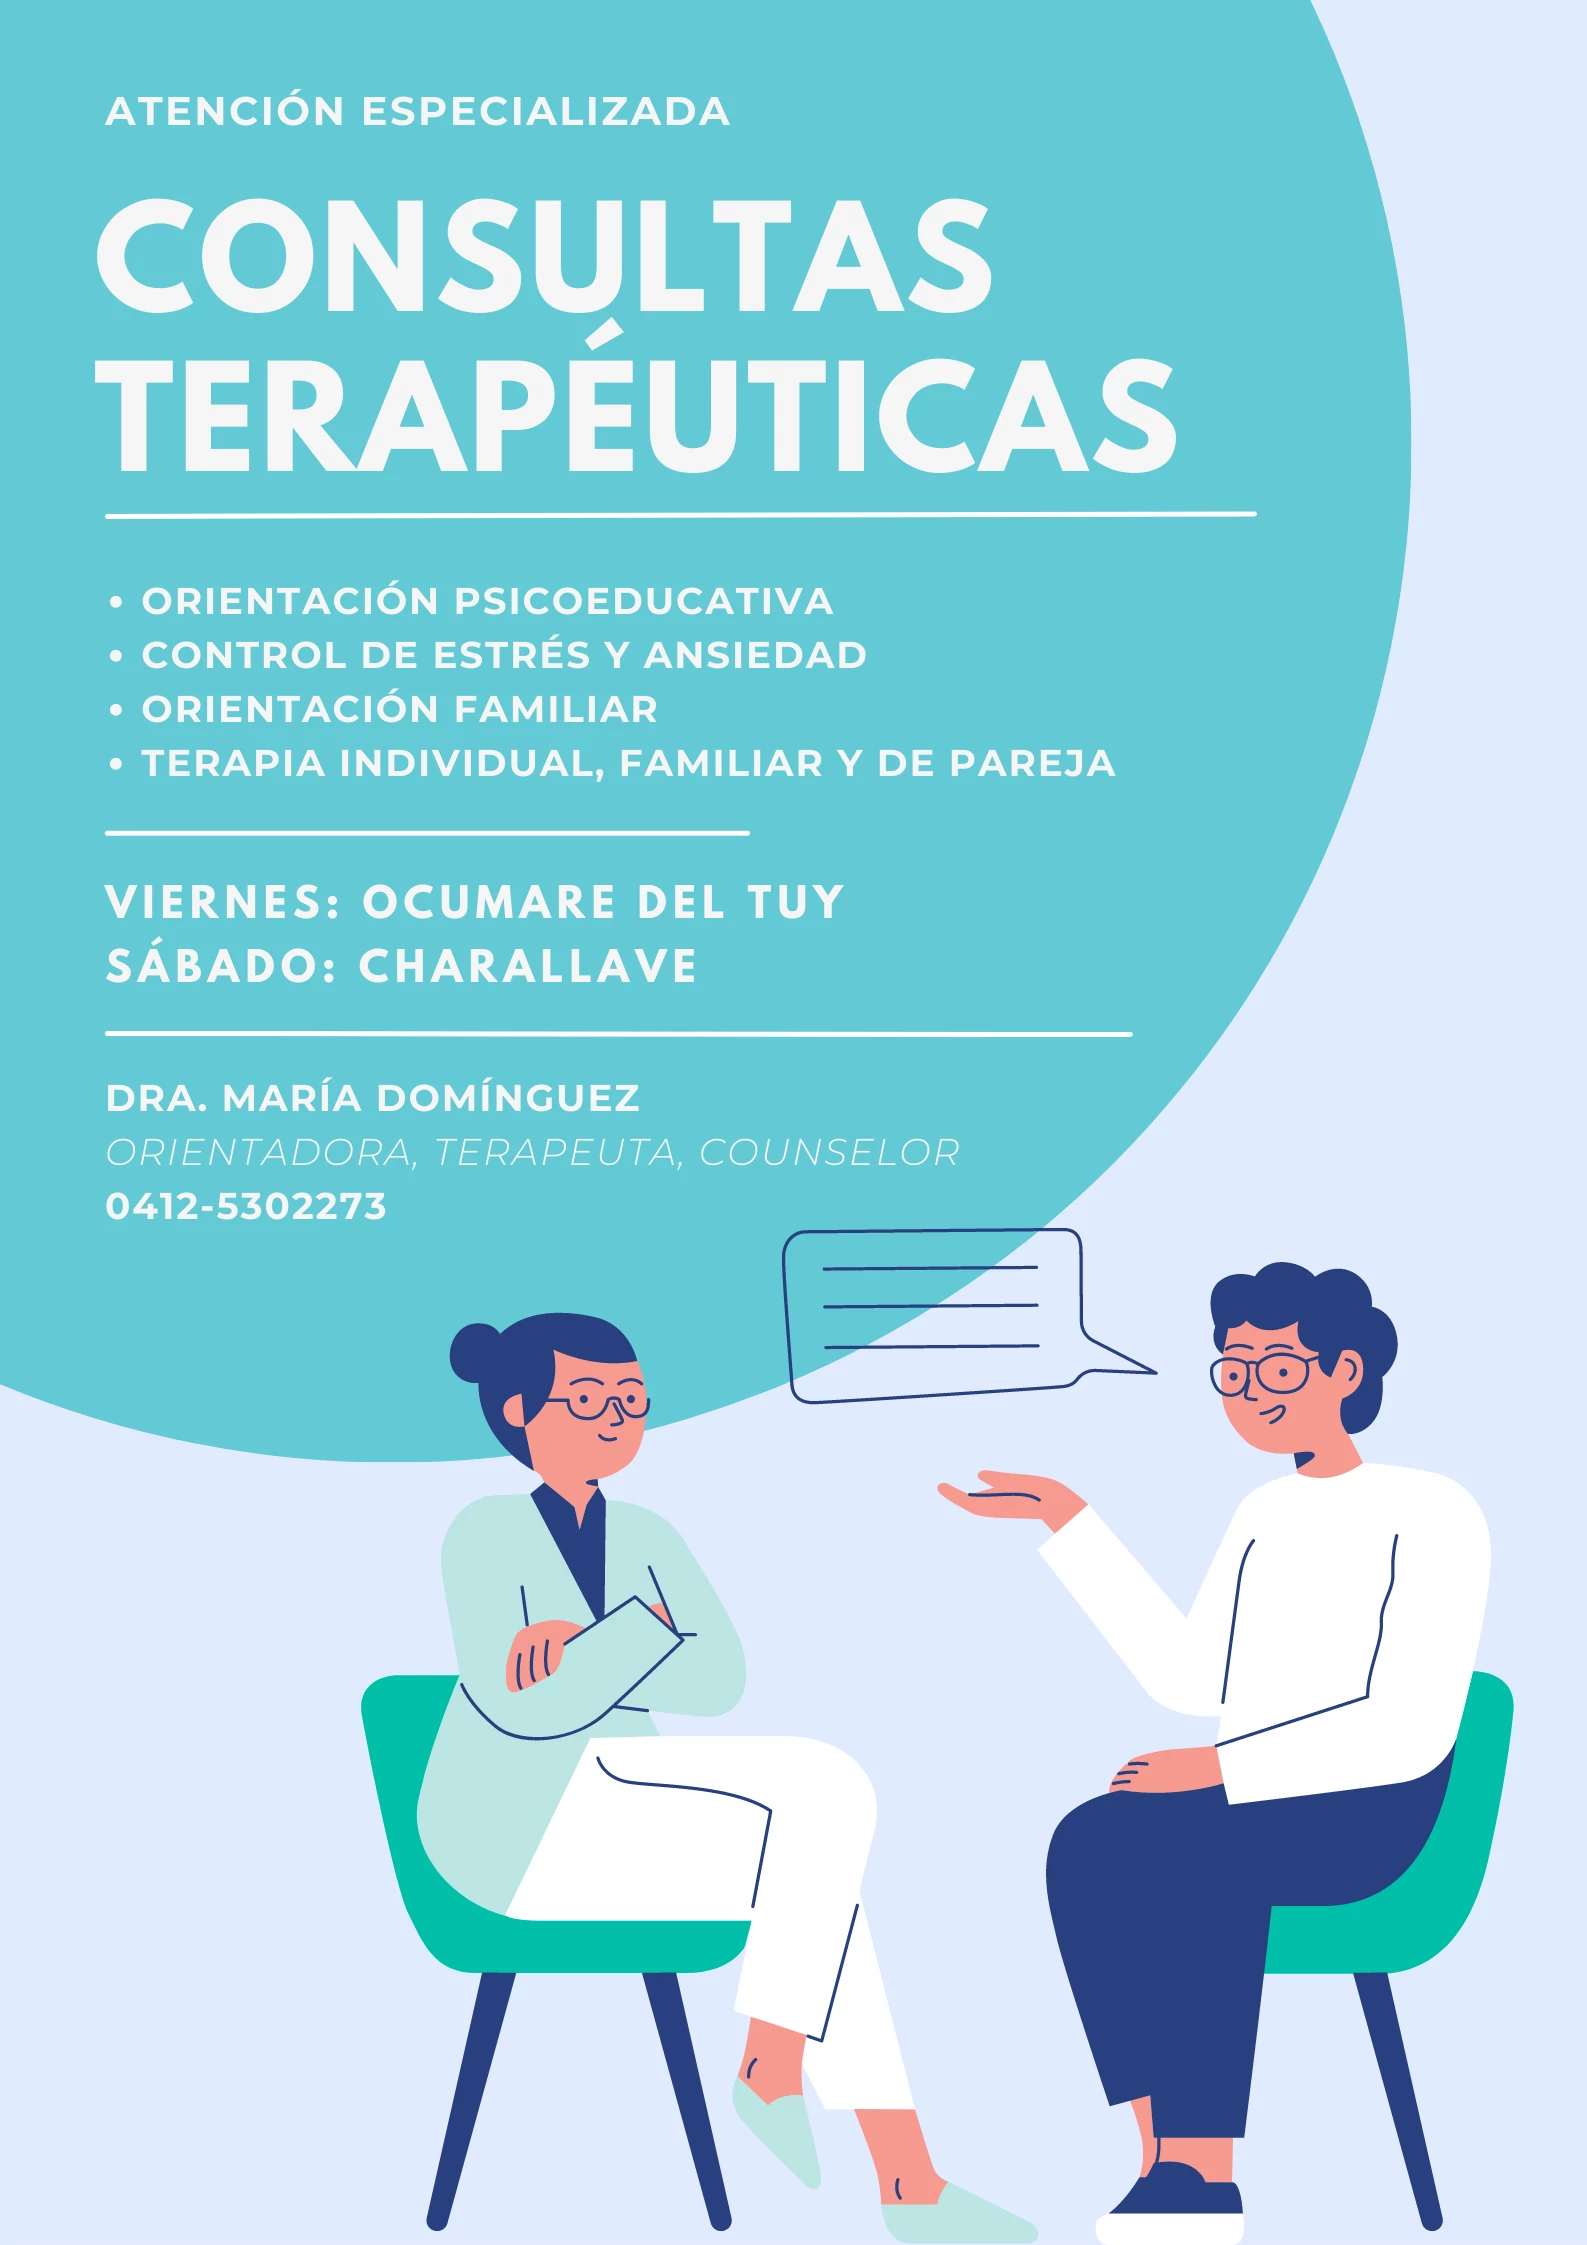 ATENCIÓN ESPECIALIZADA
CONSULTAS
TERAPÉUTICAS
• ORIENTACIÓN PSICOEDUCATIVA
• CONTROL DE ESTRÉS Y ANSIEDAD
• ORIENTACIÓN FAMILIAR
• TERAPIA INDIVIDUAL, FAMILIAR Y DE PAREJA
VIERNES: OCUMARE DEL TUY
SÁBADO: CHARALLAVE
DRA. MARÍA DOMÍNGUEZ
ORIENTADORA, TERAPEUTA, COUNSELOR
0412-5302273